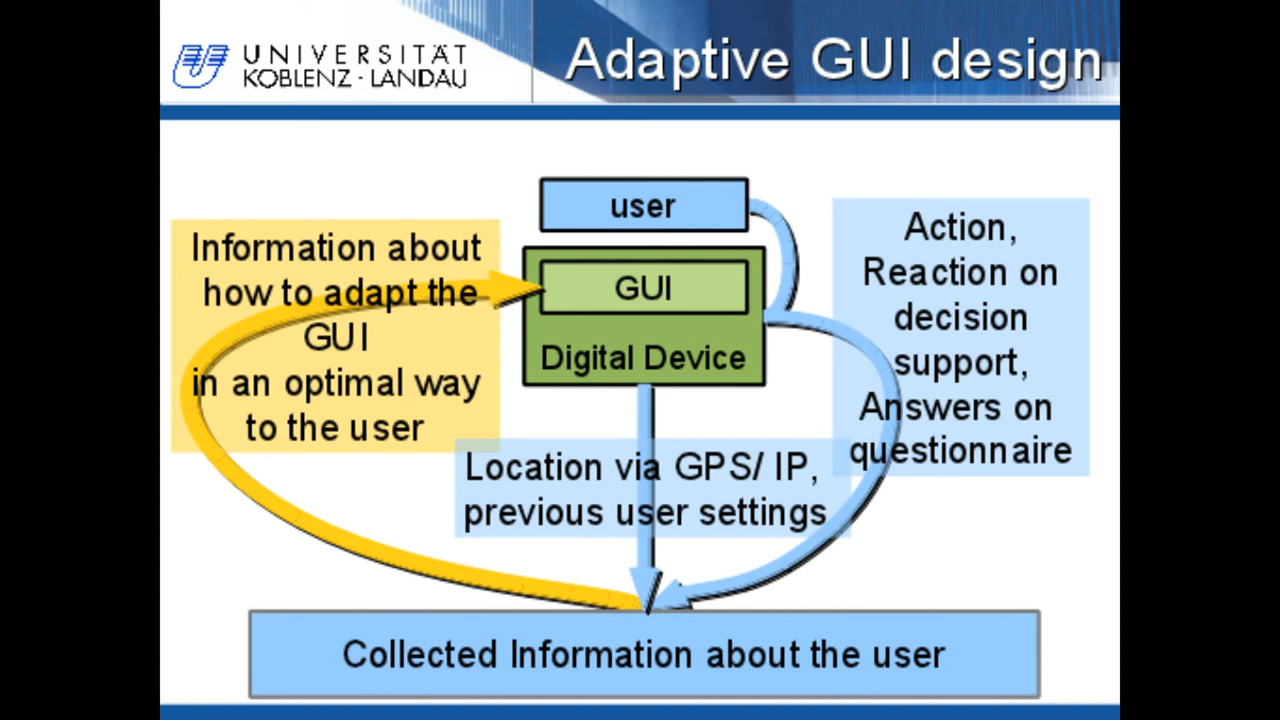 UNIVERSITÄT
KOBLENZ · LANDAU
Adaptive GUI design
user
GUI
Digital Device
Information about
how to adapt the
GUI
in an optimal way
to the user
Action,
Reaction on
decision
support,
Answers on
questionnaire
Location via GPS/ IP,
previous user settings
Collected Information about the user